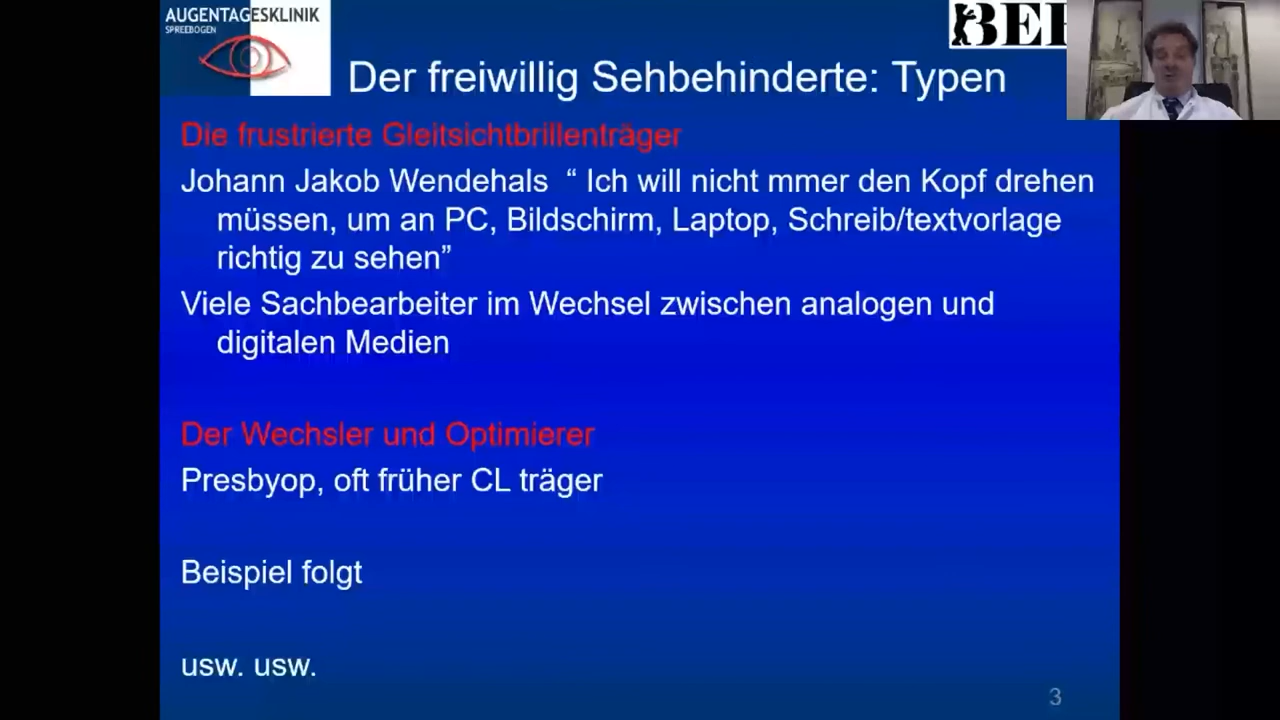 AUGENTAGESKLINIK
SPREEBOGEN
Der freiwillig Sehbehinderte: Typen
Die frustrierte Gleitsichtbrillenträger
Johann Jakob Wendehals “ Ich will nicht mmer den Kopf drehen
müssen, um an PC, Bildschirm, Laptop, Schreib/textvorlage
richtig zu sehen”
Viele Sachbearbeiter im Wechsel zwischen analogen und
digitalen Medien
Der Wechsler und Optimierer
Presbyop, oft früher CL träger
Beispiel folgt
usw. usw.
3